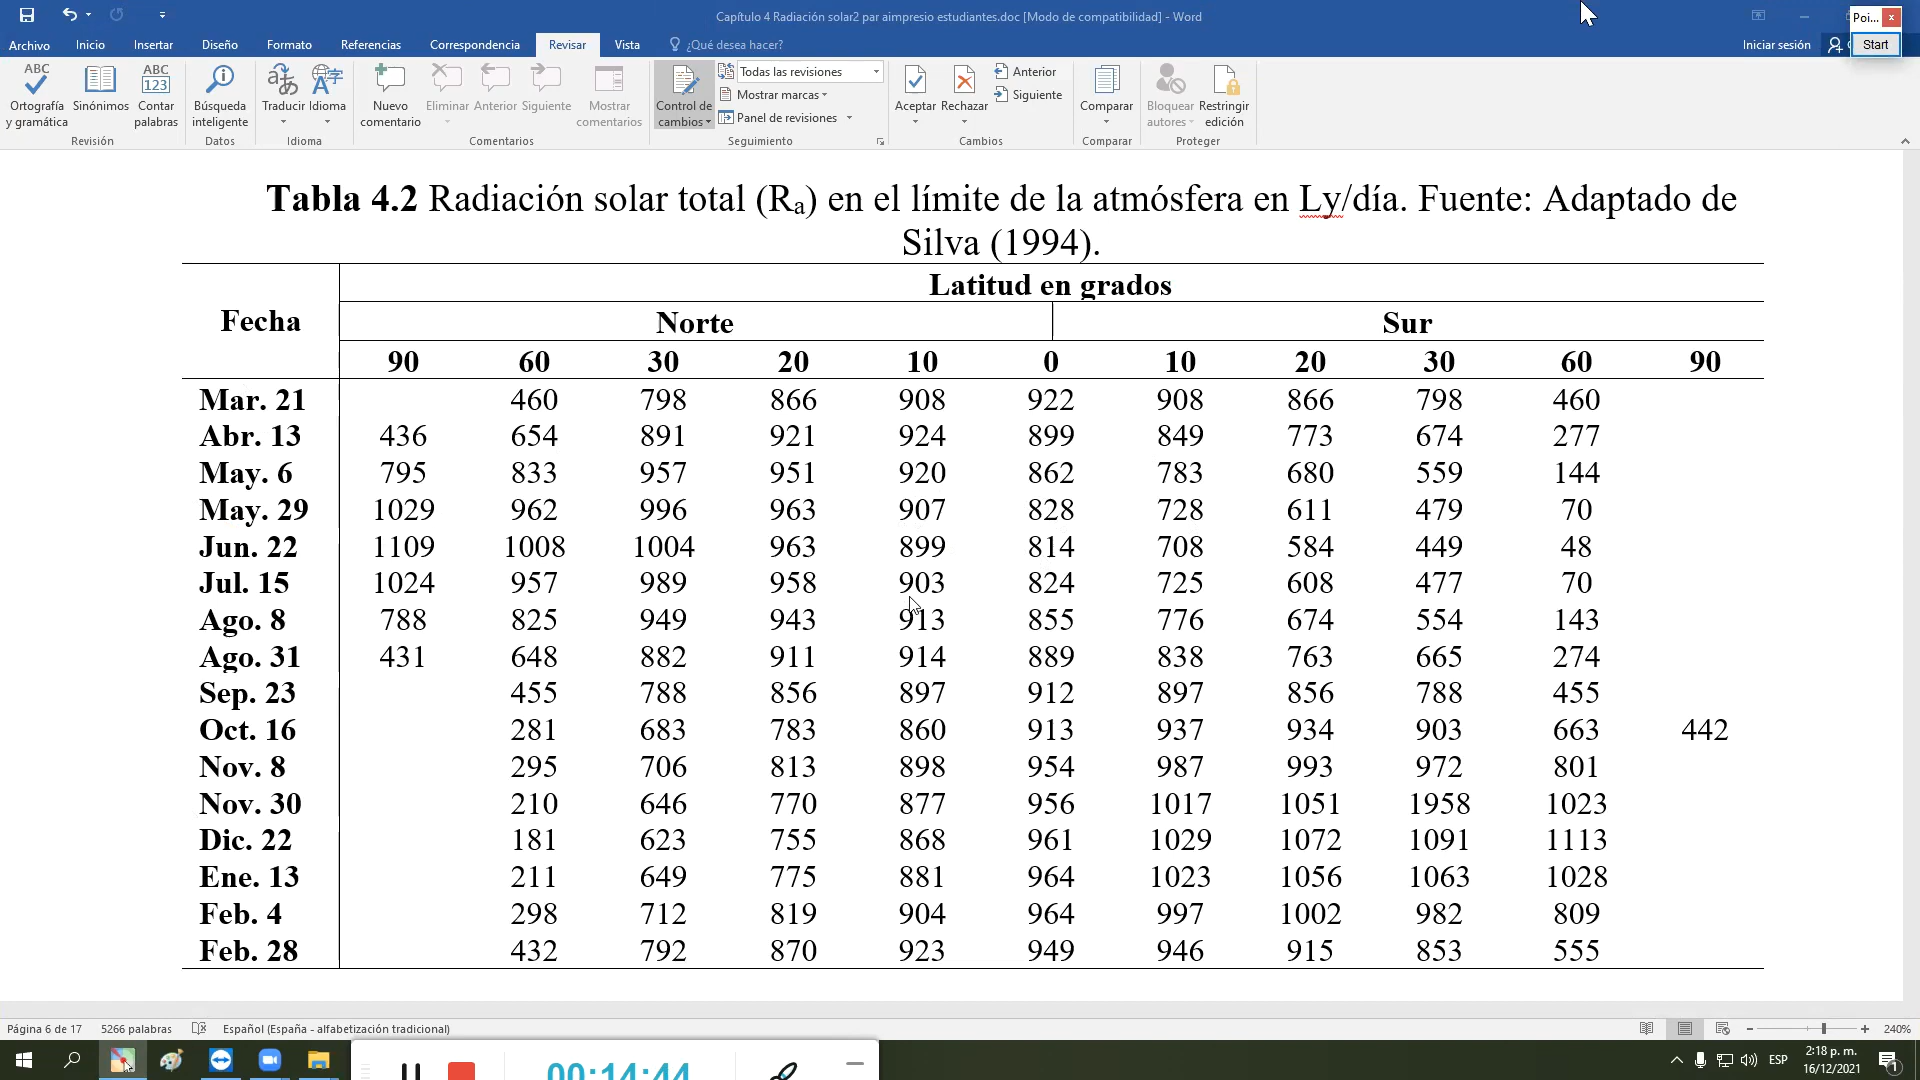 Capítulo 4 Radiación solar2 par aimpresio estudiantes.doc [Modo de compatibilidad] - Word
Poi...
Archivo Inicio Insertar Diseño Formato Referencias Correspondencia Revisar Vista ¿Qué desea hacer? Iniciar sesión Start
Ortografía y gramática
Sinónimos
Contar palabras
Búsqueda inteligente
Traducir
Idioma
Nuevo comentario
Eliminar
Anterior
Siguiente
Mostrar comentarios
Control de cambios
Todas las revisiones
Mostrar marcas
Panel de revisiones
Aceptar
Rechazar
Anterior
Siguiente
Comparar
Bloquear autores
Restringir edición
Revisión Datos Idioma Comentarios Seguimiento Cambios Comparar Proteger
Tabla 4.2 Radiación solar total (Ra) en el límite de la atmósfera en Ly/día. Fuente: Adaptado de
Silva (1994).
Latitud en grados
Fecha
Norte Sur
90 60 30 20 10 0 10 20 30 60 90
Mar. 21 460 798 866 908 922 908 866 798 460
Abr. 13 436 654 891 921 924 899 849 773 674 277
May. 6 795 833 957 951 920 862 783 680 559 144
May. 29 1029 962 996 963 907 828 728 611 479 70
Jun. 22 1109 1008 1004 963 899 814 708 584 449 48
Jul. 15 1024 957 989 958 903 824 725 608 477 70
Ago. 8 788 825 949 943 913 855 776 674 554 143
Ago. 31 431 648 882 911 914 889 838 763 665 274
Sep. 23 455 788 856 897 912 897 856 788 455
Oct. 16 281 683 783 860 913 937 934 903 663 442
Nov. 8 295 706 813 898 954 987 993 972 801
Nov. 30 210 646 770 877 956 1017 1051 1958 1023
Dic. 22 181 623 755 868 961 1029 1072 1091 1113
Ene. 13 211 649 775 881 964 1023 1056 1063 1028
Feb. 4 298 712 819 904 964 997 1002 982 809
Feb. 28 432 792 870 923 949 946 915 853 555
Página 6 de 17 5266 palabras Español (España - alfabetización tradicional) 240%
00:14:44
ESP
2:18 p. m.
16/12/2021